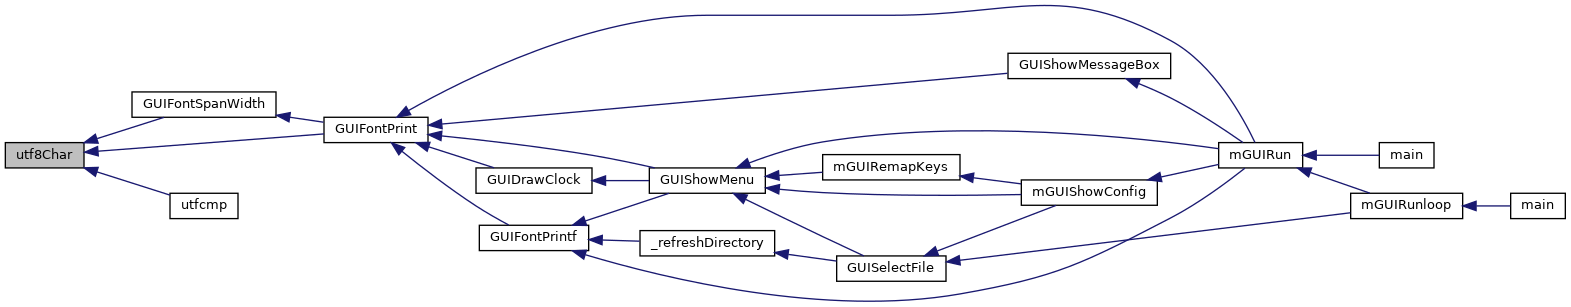 utf8Char
GUIFontSpanWidth
utfcmp
GUIFontPrint
GUIDrawClock
GUIFontPrintf
GUIShowMenu
_refreshDirectory
GUIShowMessageBox
mGUIRemapKeys
GUISelectFile
mGUIShowConfig
mGUIRun
main
mGUIRunloop
main